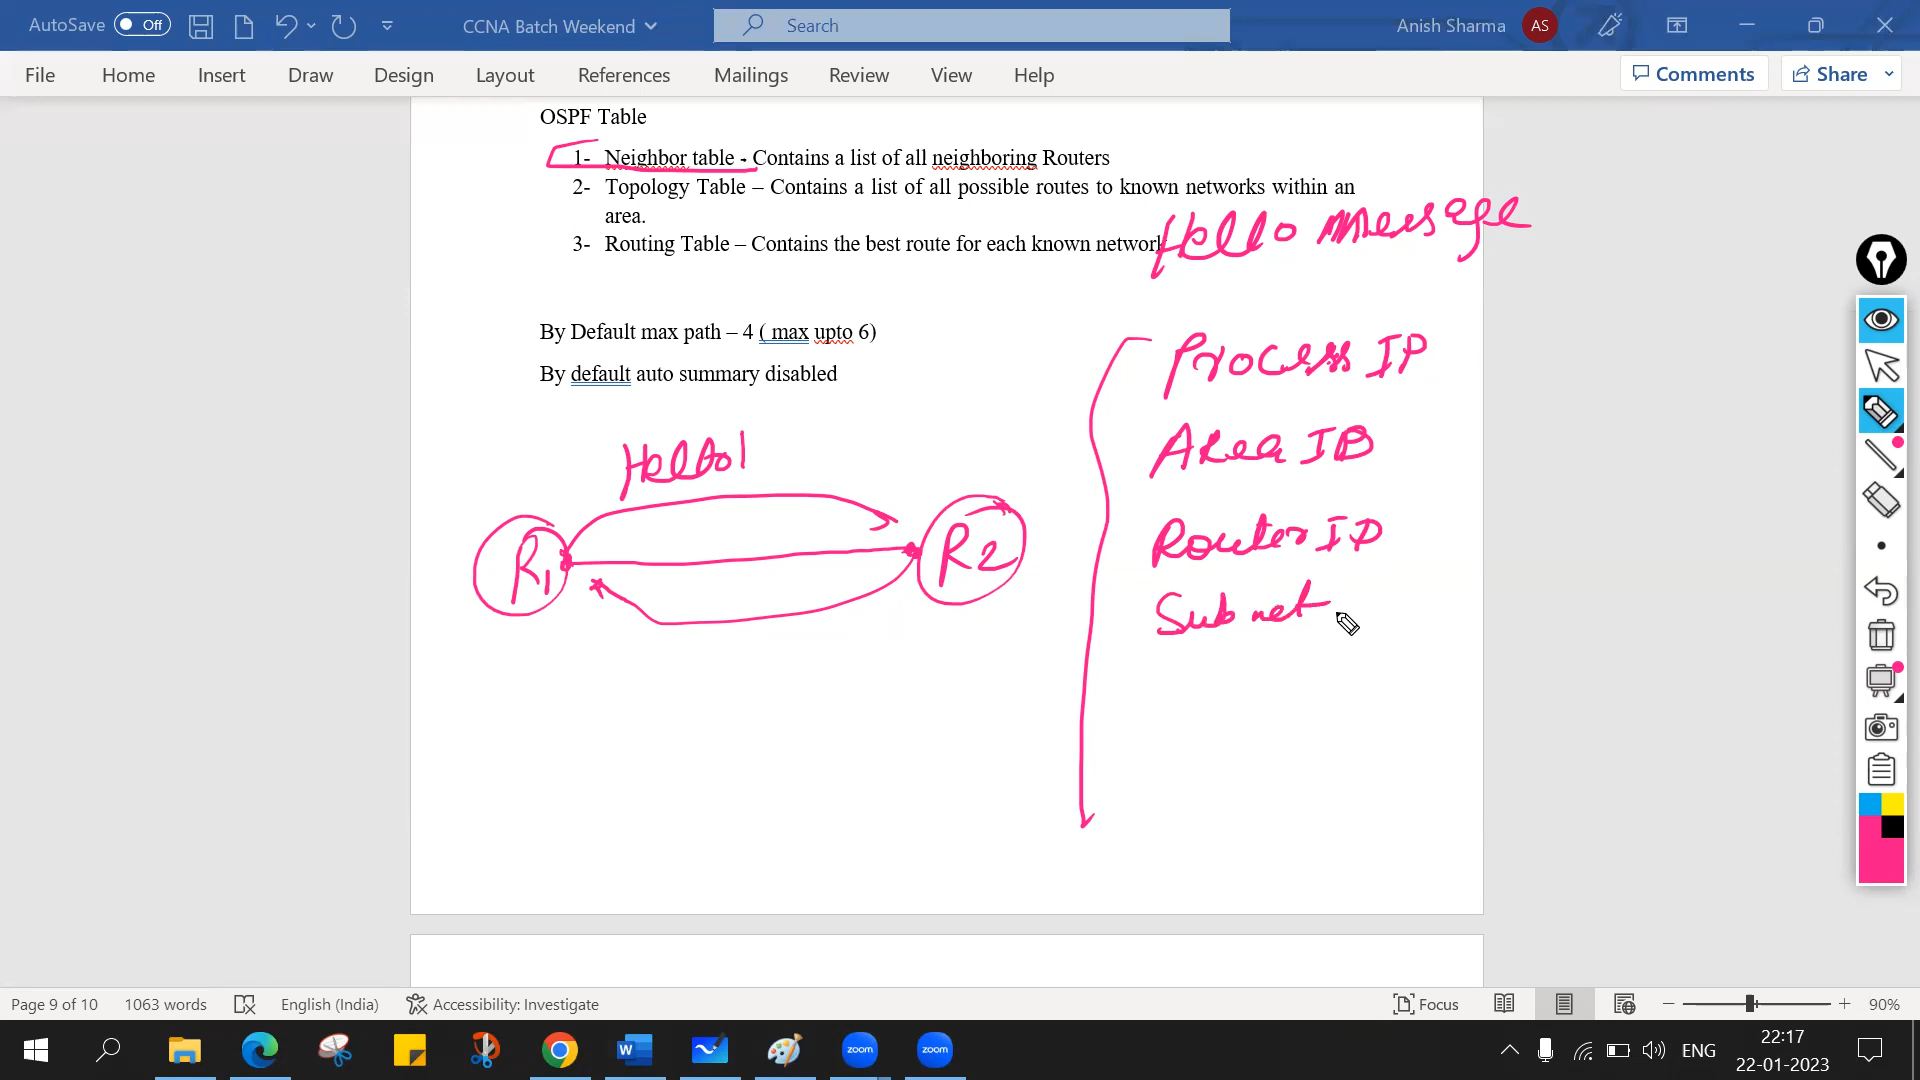 AutoSave Off CCNA Batch Weekend Search Anish Sharma AS
File Home Insert Draw Design Layout References Mailings Review View Help Comments Share
OSPF Table
1- Neighbor table - Contains a list of all neighboring Routers
2- Topology Table – Contains a list of all possible routes to known networks within an
area.
3- Routing Table – Contains the best route for each known network
Hello Message
By Default max path – 4 ( max upto 6)
By default auto summary disabled
Process ID
Area ID
Router ID
Subnet
Hello
R1
R2
Page 9 of 10 1063 words English (India) Accessibility: Investigate Focus 90%
zoom zoom ENG 22:17
22-01-2023